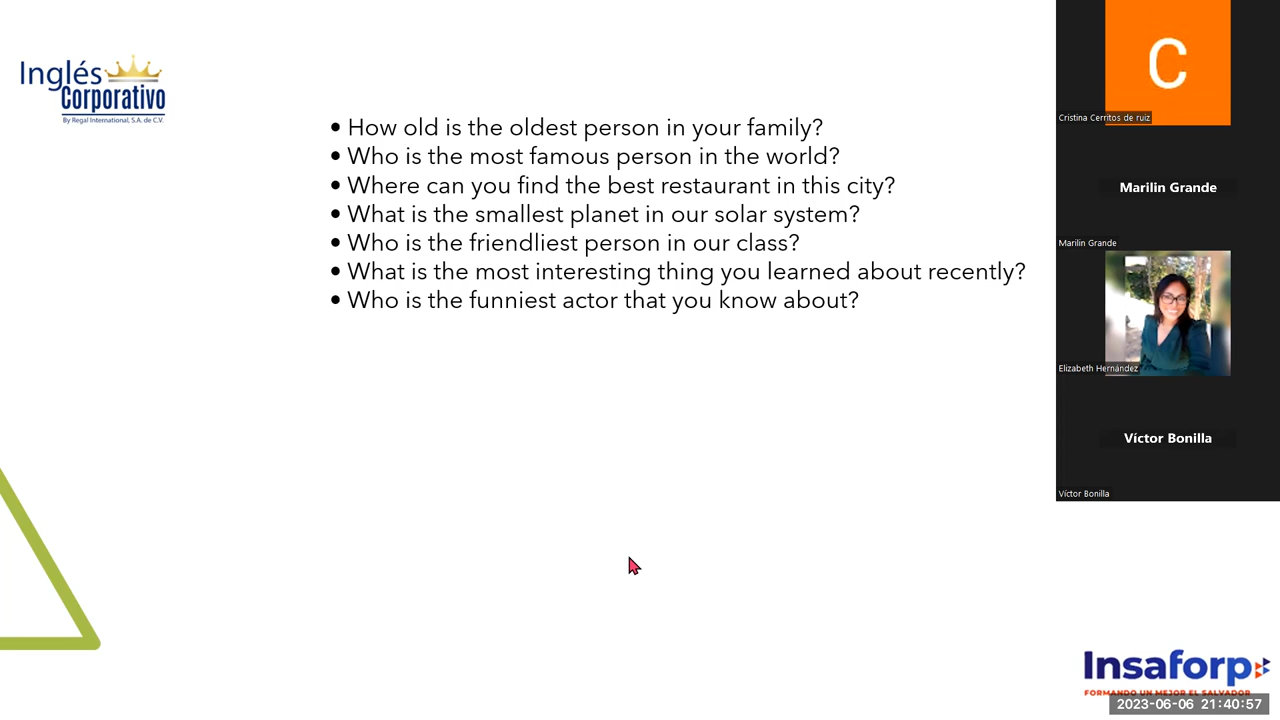 Inglés
Corporativo
By Regal International, S.A. de C.V.
• How old is the oldest person in your family?
• Who is the most famous person in the world?
• Where can you find the best restaurant in this city?
• What is the smallest planet in our solar system?
• Who is the friendliest person in our class?
• What is the most interesting thing you learned about recently?
• Who is the funniest actor that you know about?
C
Cristina Cerritos de ruiz
Marilin Grande
Marilin Grande
Elizabeth Hernández
Víctor Bonilla
Víctor Bonilla
Insaforp
FORMANDO UN MEJOR EL SALVADOR
2023-06-06 21:40:57